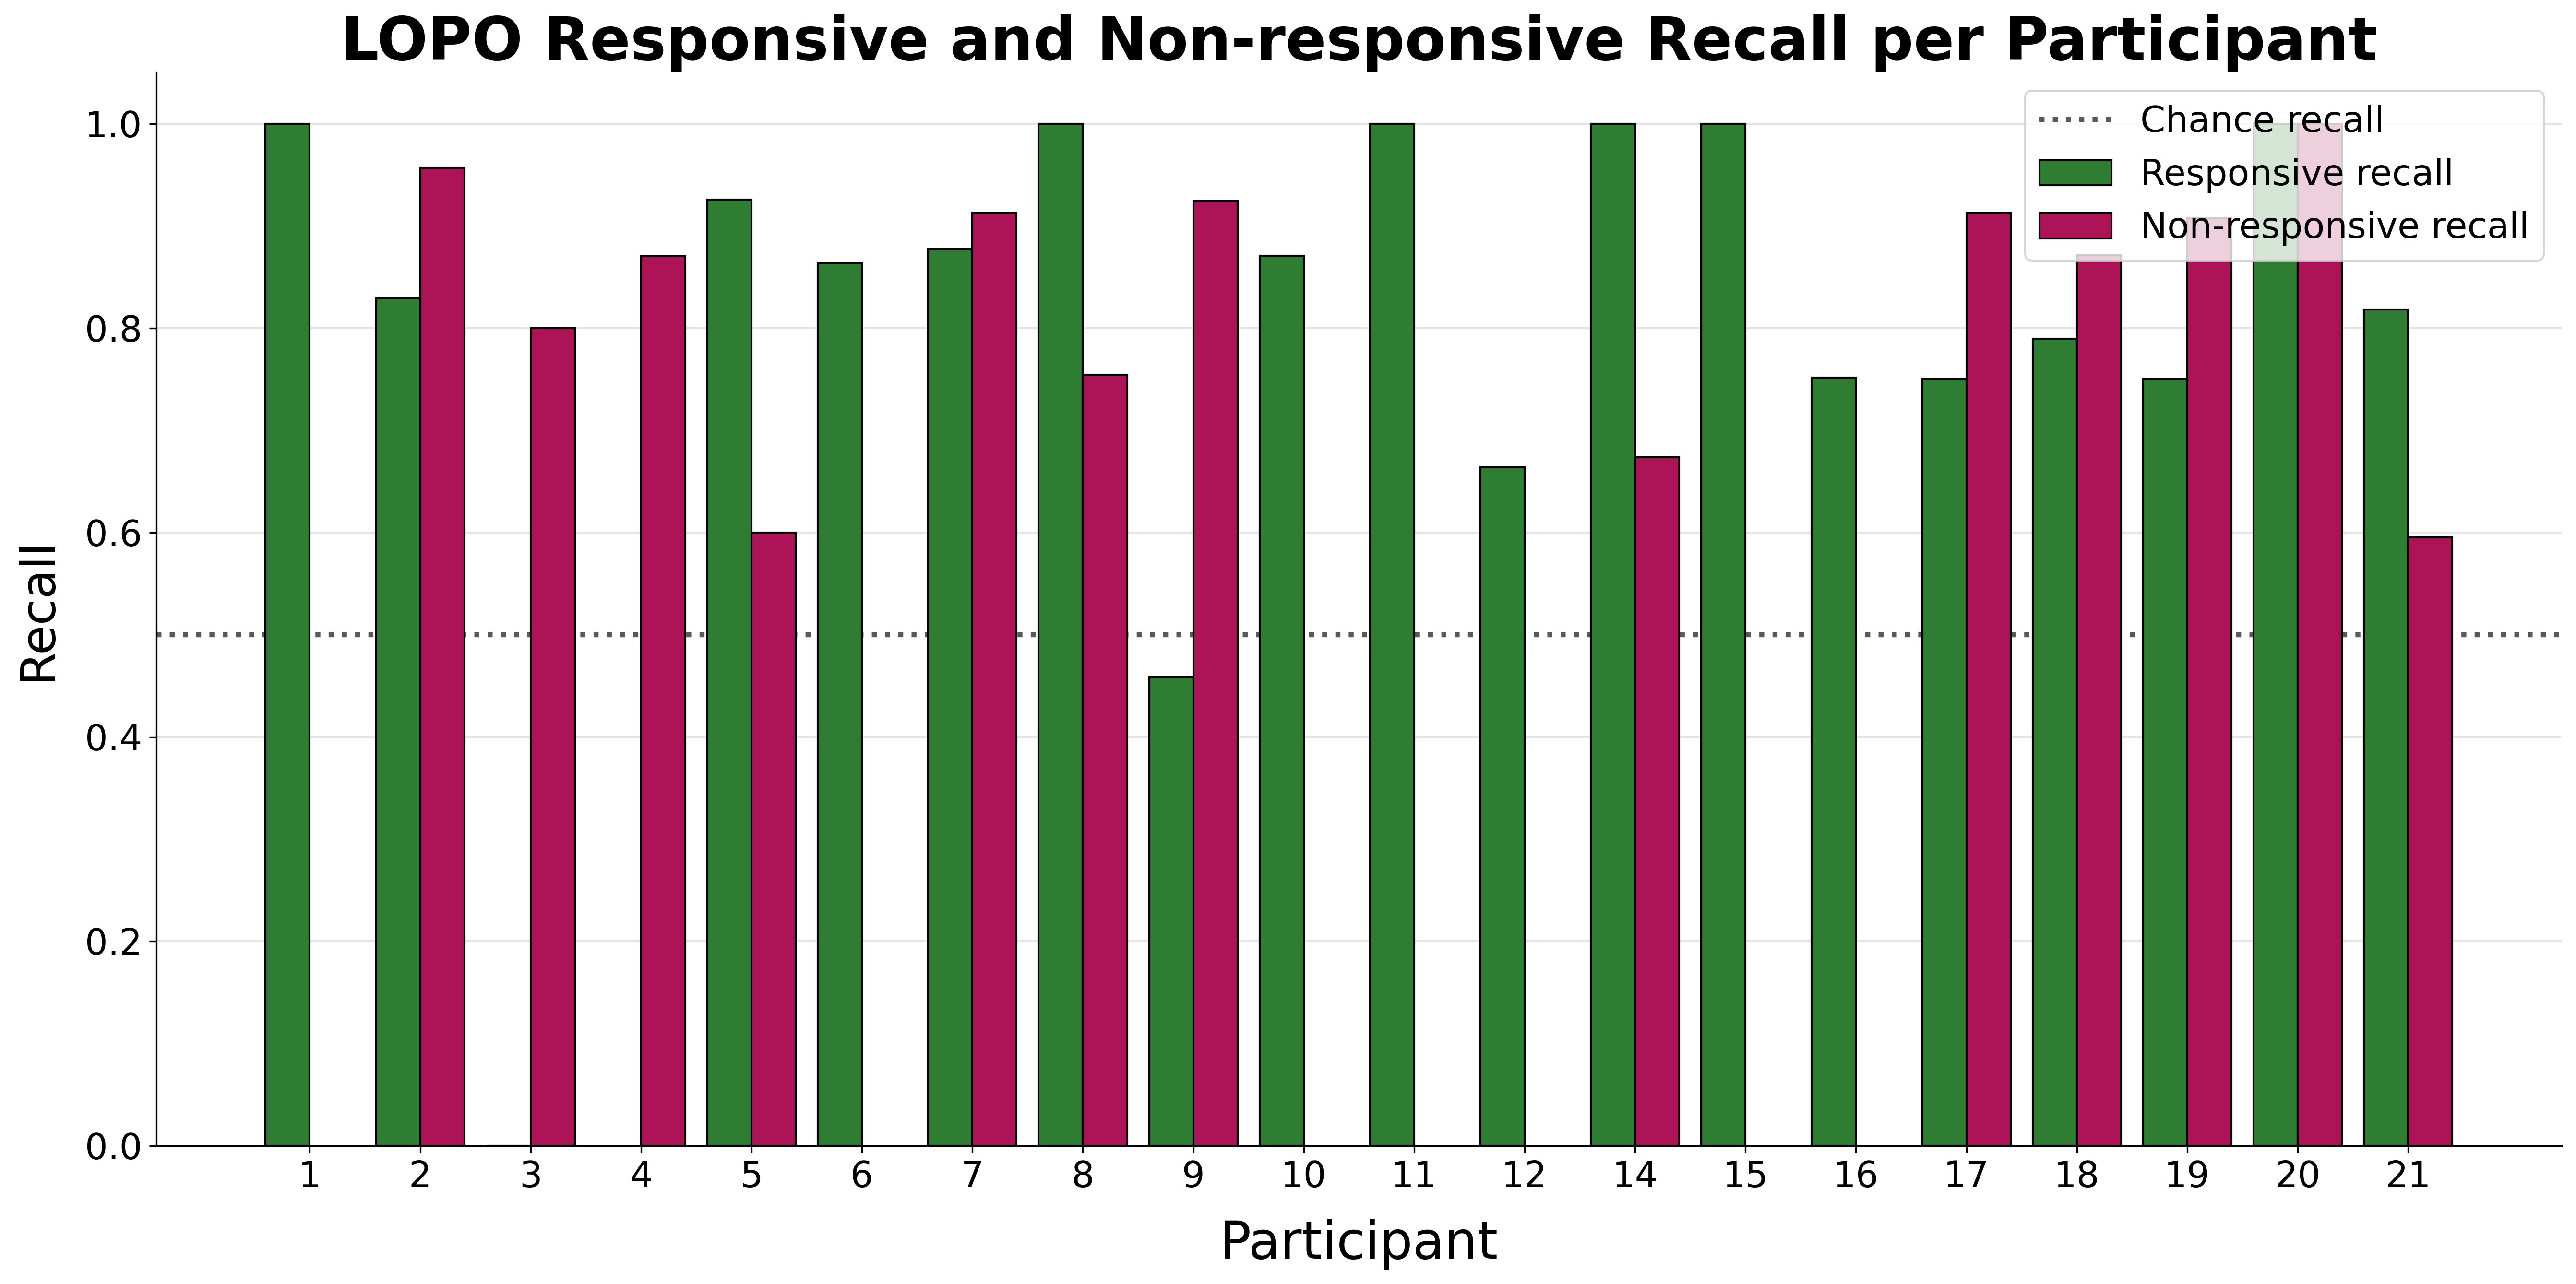 LOPO Responsive and Non-responsive Recall per Participant
Chance recall
Responsive recall
Non-responsive recall
1.0
0.8
0.6
0.4
0.2
0.0
Recall
1 2 3 4 5 6 7 8 9 10 11 12 14 15 16 17 18 19 20 21
Participant